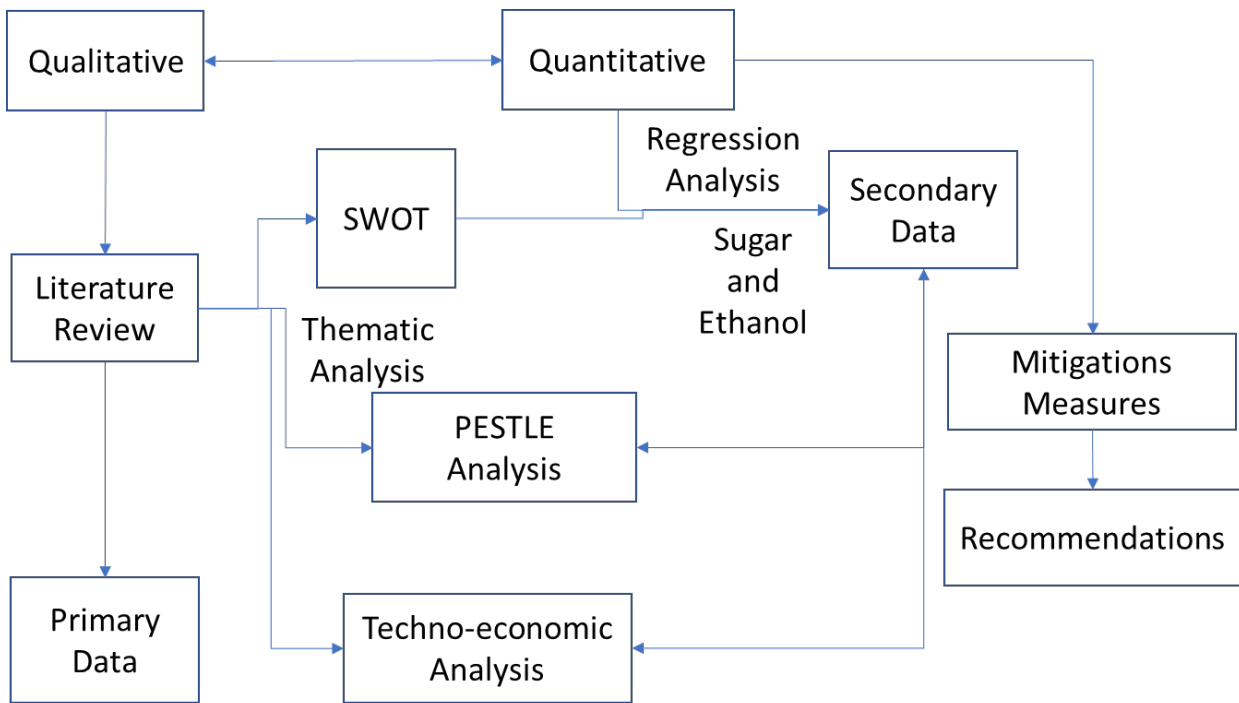 Qualitative
Quantitative
Regression
Analysis
SWOT
Secondary
Data
Sugar
and
Ethanol
Literature
Review
Thematic
Analysis
Mitigations
Measures
PESTLE
Analysis
Recommendations
Primary
Data
Techno-economic
Analysis